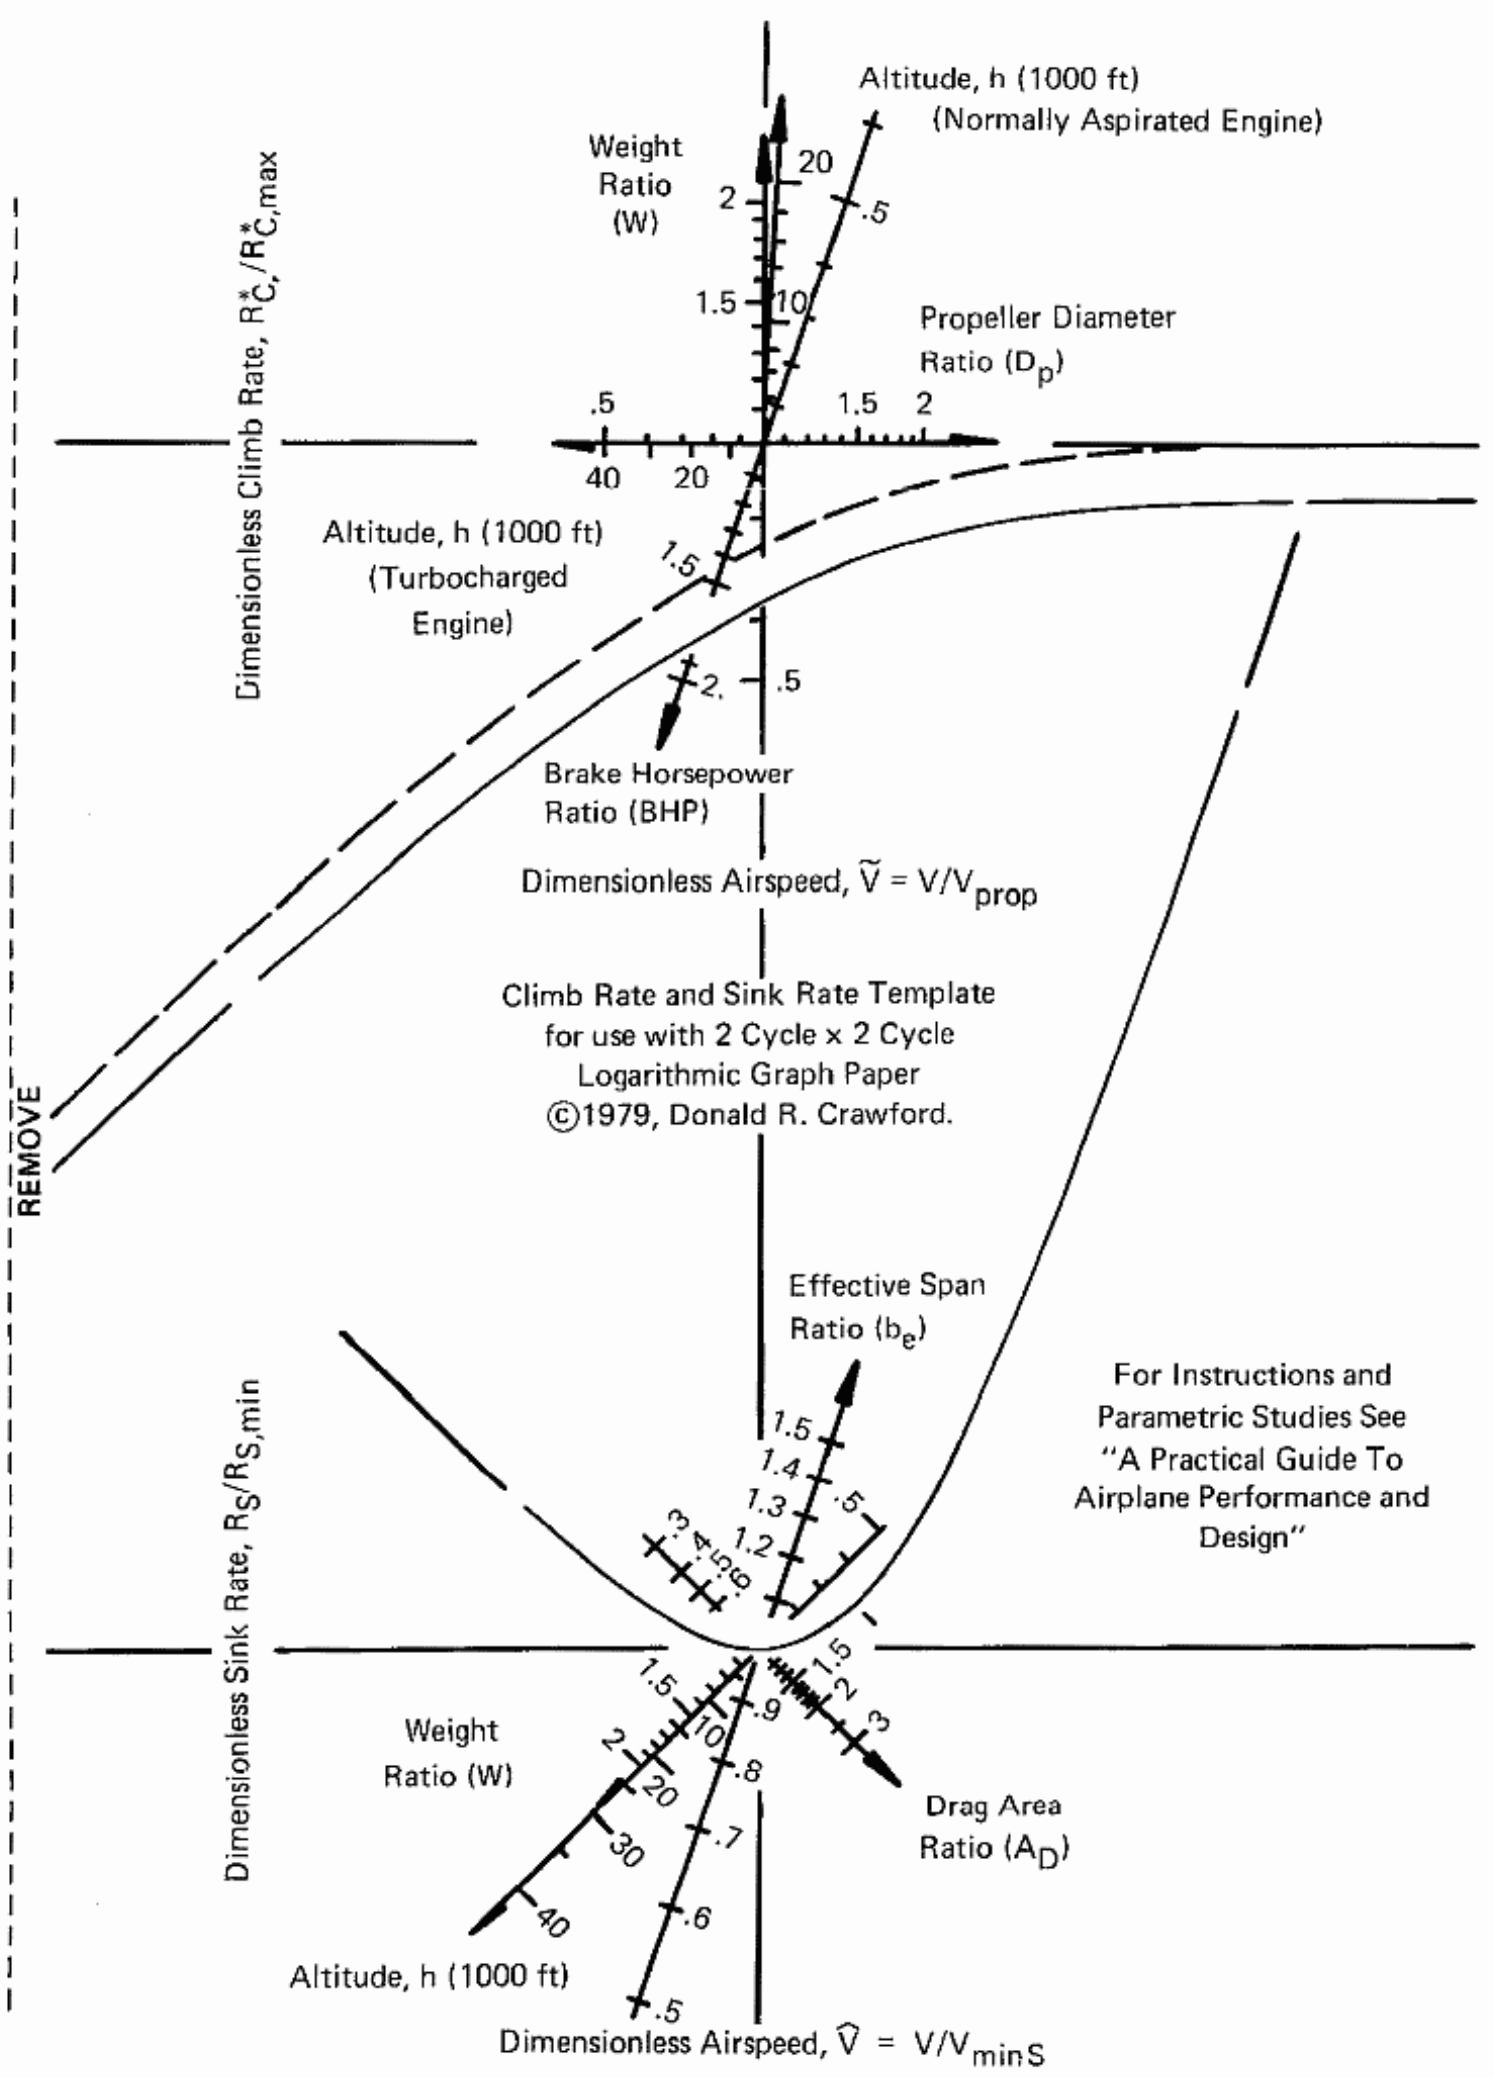 Altitude, h (1000 ft)
(Normally Aspirated Engine)
Weight
Ratio
(W)
20
2
.5
1.5
10
Propeller Diameter
Ratio (Dp)
.5
1.5
2
40
20
Dimensionless Climb Rate, R*C,/R*C,max
Altitude, h (1000 ft)
(Turbocharged
Engine)
1.5
2.
.5
Brake Horsepower
Ratio (BHP)
Dimensionless Airspeed, Ṽ = V/Vprop
Climb Rate and Sink Rate Template
for use with 2 Cycle x 2 Cycle
Logarithmic Graph Paper
©1979, Donald R. Crawford.
REMOVE
Effective Span
Ratio (be)
1.5
1.4
1.3
1.2
.5
.3
.4
.5
.6
For Instructions and
Parametric Studies See
"A Practical Guide To
Airplane Performance and
Design"
Dimensionless Sink Rate, RS/RS,min
1.5
2
10
20
30
40
.9
.8
.7
.6
.5
1.5
2
3
Weight
Ratio (W)
Drag Area
Ratio (AD)
Altitude, h (1000 ft)
Dimensionless Airspeed, V̂ = V/VminS